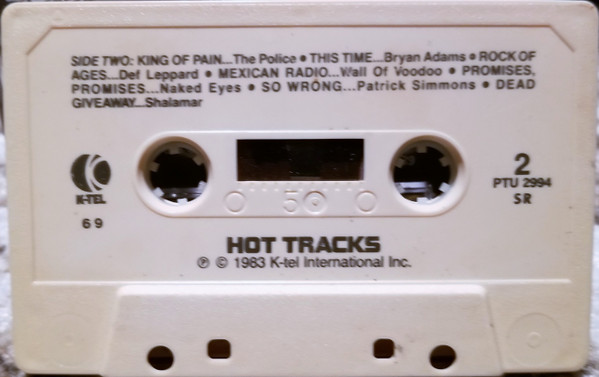 SIDE TWO: KING OF PAIN...The Police • THIS TIME...Bryan Adams • ROCK OF
AGES...Def Leppard • MEXICAN RADIO...Wall Of Voodoo • PROMISES,
PROMISES...Naked Eyes • SO WRONG...Patrick Simmons • DEAD
GIVEAWAY...Shalamar
K
K-TEL
69
50
2
PTU 2994
SR
HOT TRACKS
℗ © 1983 K-tel International Inc.